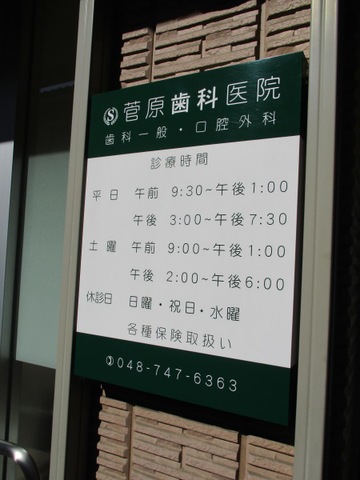 菅原歯科医院
歯科一般・口腔外科
診療時間
平日 午前 9:30~午後1:00
午後 3:00~午後7:30
土曜 午前 9:00~午後1:00
午後 2:00~午後6:00
休診日 日曜・祝日・水曜
各種保険取扱い
048-747-6363